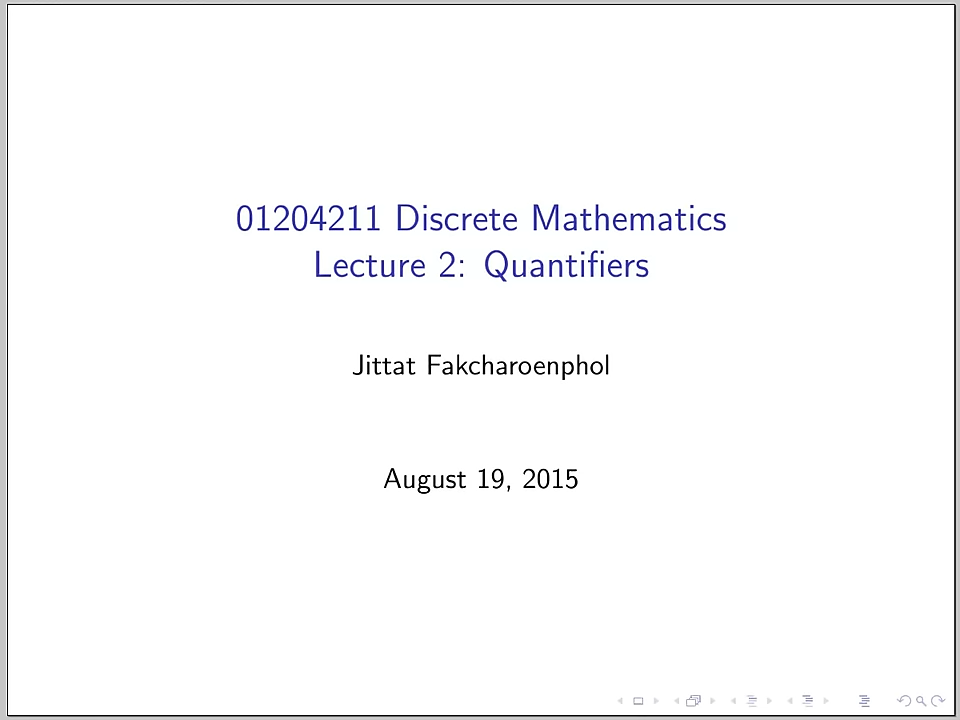 01204211 Discrete Mathematics
Lecture 2: Quantifiers
Jittat Fakcharoenphol
August 19, 2015